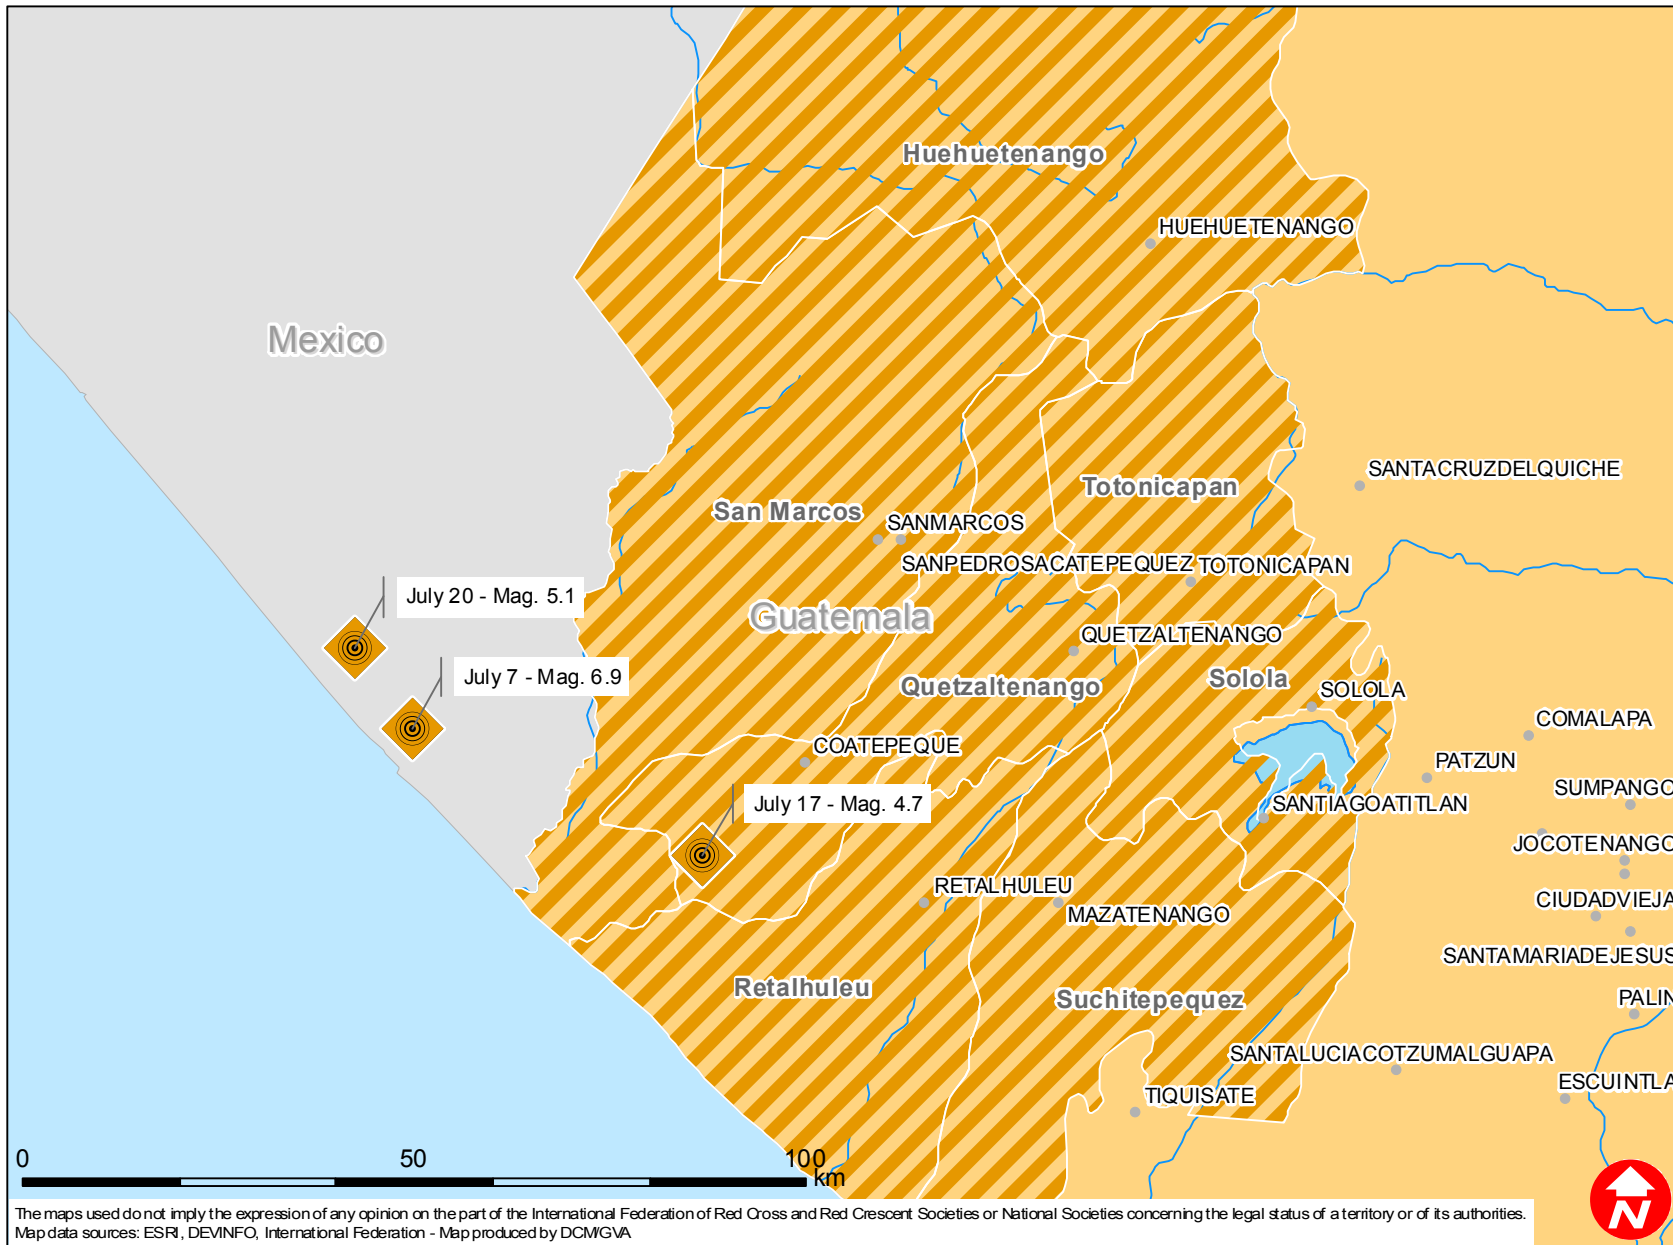 Huehuetenango
HUEHUETENANGO
Mexico
SANTACRUZDELQUICHE
Totonicapan
San Marcos
SANMARCOS
SANPEDROSACATEPEQUEZ
TOTONICAPAN
July 20 - Mag. 5.1
Guatemala
QUETZALTENANGO
July 7 - Mag. 6.9
Quetzaltenango
Solola
SOLOLA
COMALAPA
COATEPEQUE
PATZUN
SUMPANGO
July 17 - Mag. 4.7
SANTIAGOATITLAN
JOCOTENANGO
RETALHULEU
CIUDADVIEJA
MAZATENANGO
SANTAMARIADEJESUS
Retalhuleu
Suchitepequez
PALIN
SANTALUCIACOTZUMALGUAPA
ESCUINTLA
TIQUISATE
0 50 100
km
N
The maps used do not imply the expression of any opinion on the part of the International Federation of Red Cross and Red Crescent Societies or National Societies concerning the legal status of a territory or of its authorities.
Map data sources: ESRI, DEVINFO, International Federation - Map produced by DCM/GVA